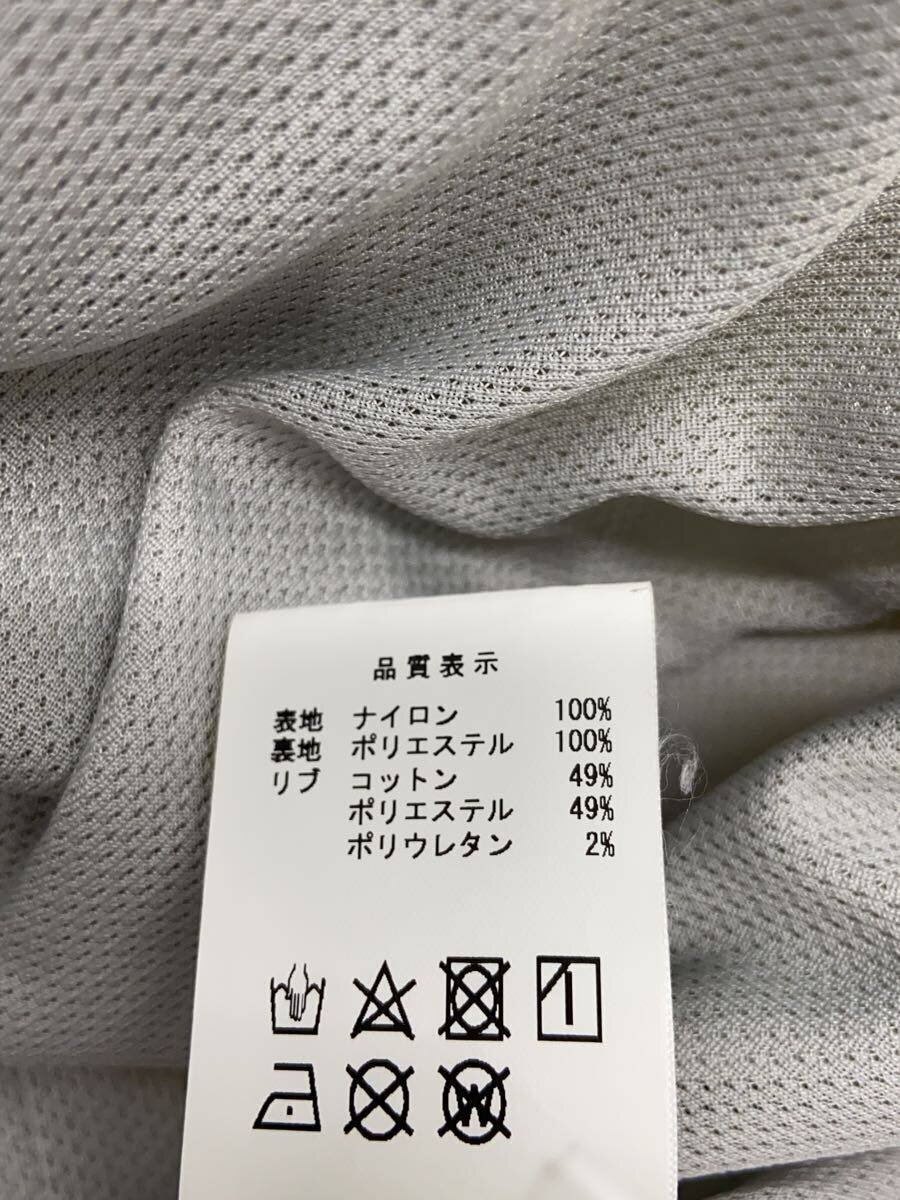 品質表示
表地 ナイロン 100%
裏地 ポリエステル 100%
リブ コットン 49%
ポリエステル 49%
ポリウレタン 2%
W